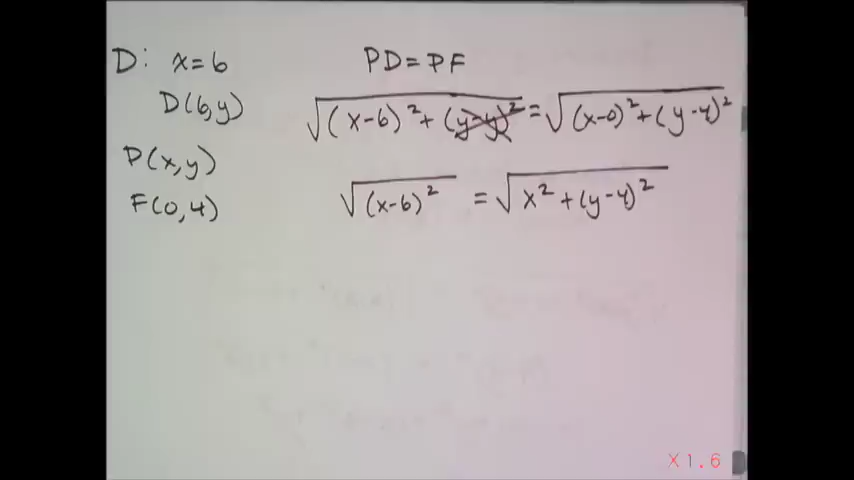 D: x=6 PD=PF
D(6,y) √(x-6)²+(y-y)² = √(x-0)²+(y-4)²
P(x,y)
F(0,4) √(x-6)² = √x²+(y-4)²
X1.6